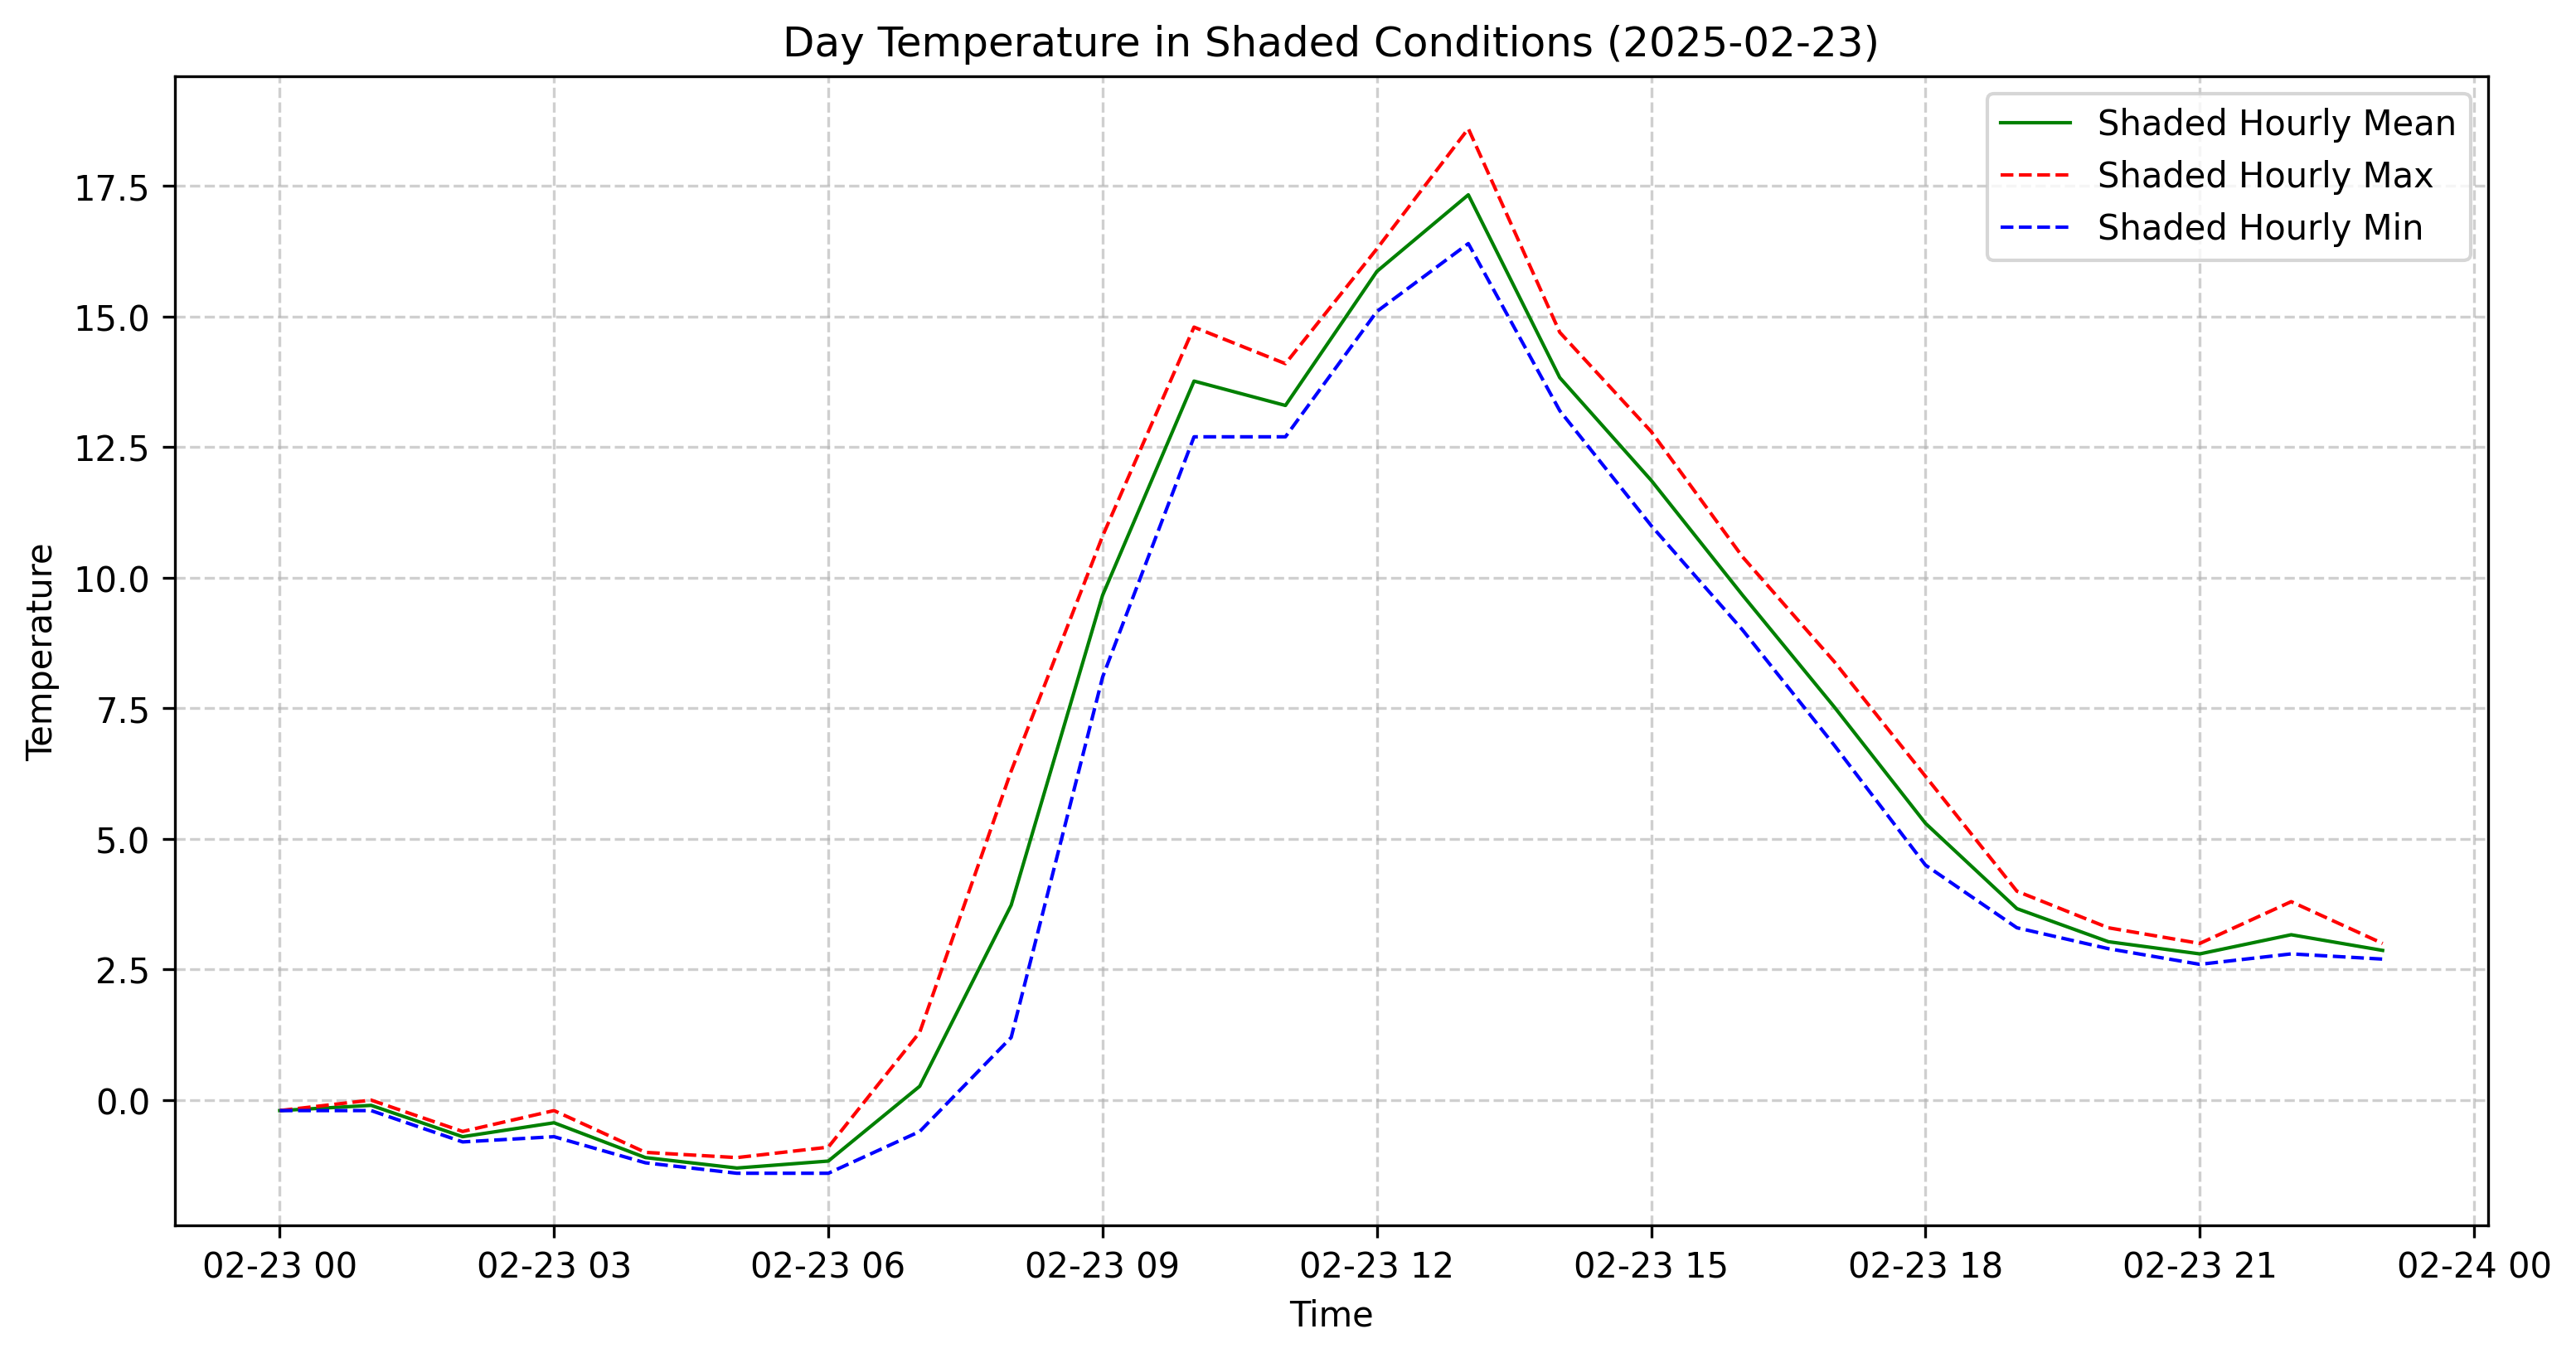 Day Temperature in Shaded Conditions (2025-02-23)
Shaded Hourly Mean
Shaded Hourly Max
Shaded Hourly Min
Temperature
17.5
15.0
12.5
10.0
7.5
5.0
2.5
0.0
02-23 00 02-23 03 02-23 06 02-23 09 02-23 12 02-23 15 02-23 18 02-23 21 02-24 00
Time